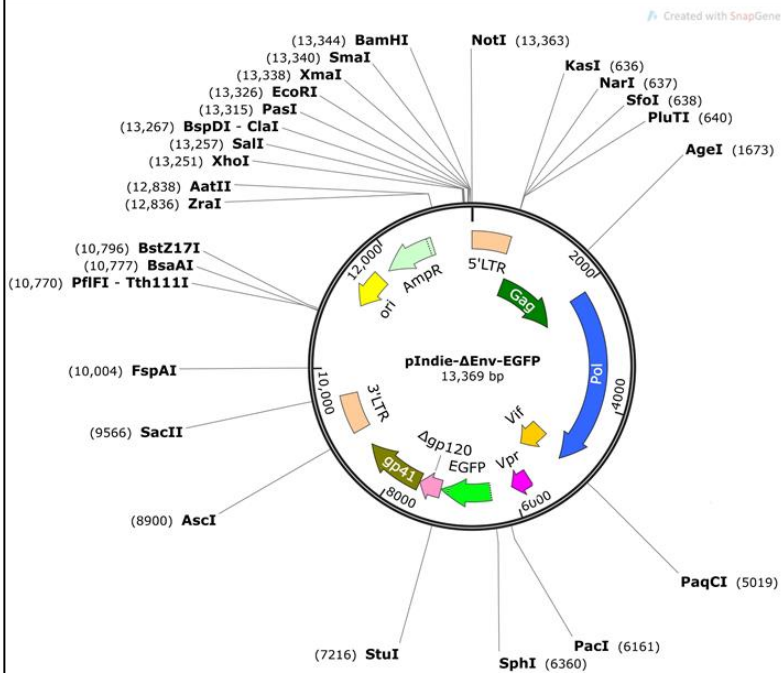 Created with SnapGene
(13,344) BamHI
(13,340) SmaI
(13,338) XmaI
(13,326) EcoRI
(13,315) PasI
(13,267) BspDI - ClaI
(13,257) SalI
(13,251) XhoI
(12,838) AatII
(12,836) ZraI
(10,796) BstZ17I
(10,777) BsaAI
(10,770) PflFI - Tth111I
(10,004) FspAI
(9566) SacII
(8900) AscI
(7216) StuI
NotI (13,363)
KasI (636)
NarI (637)
SfoI (638)
PluTI (640)
AgeI (1673)
PaqCI (5019)
PacI (6161)
SphI (6360)
2000
4000
6000
8000
10,000
12,000
5'LTR
Gag
Pol
Vif
Vpr
EGFP
Δgp120
gp41
3'LTR
ori
AmpR
pIndie-ΔEnv-EGFP
13,369 bp